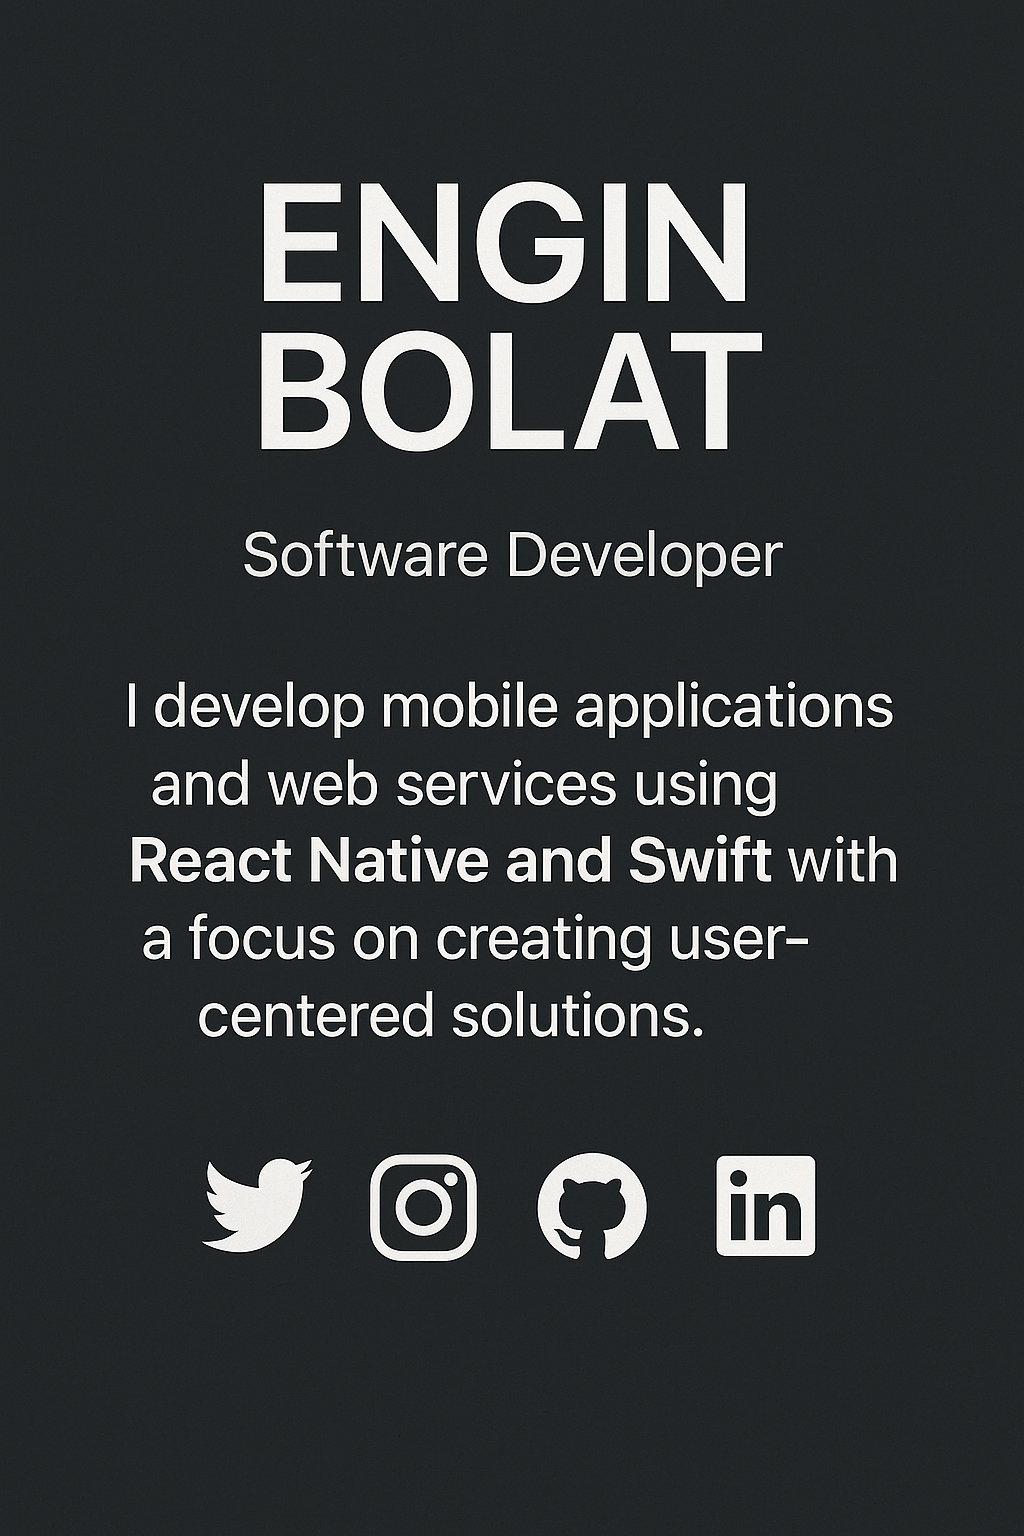 ENGIN
BOLAT
Software Developer
I develop mobile applications
and web services using
React Native and Swift with
a focus on creating user-
centered solutions.
in